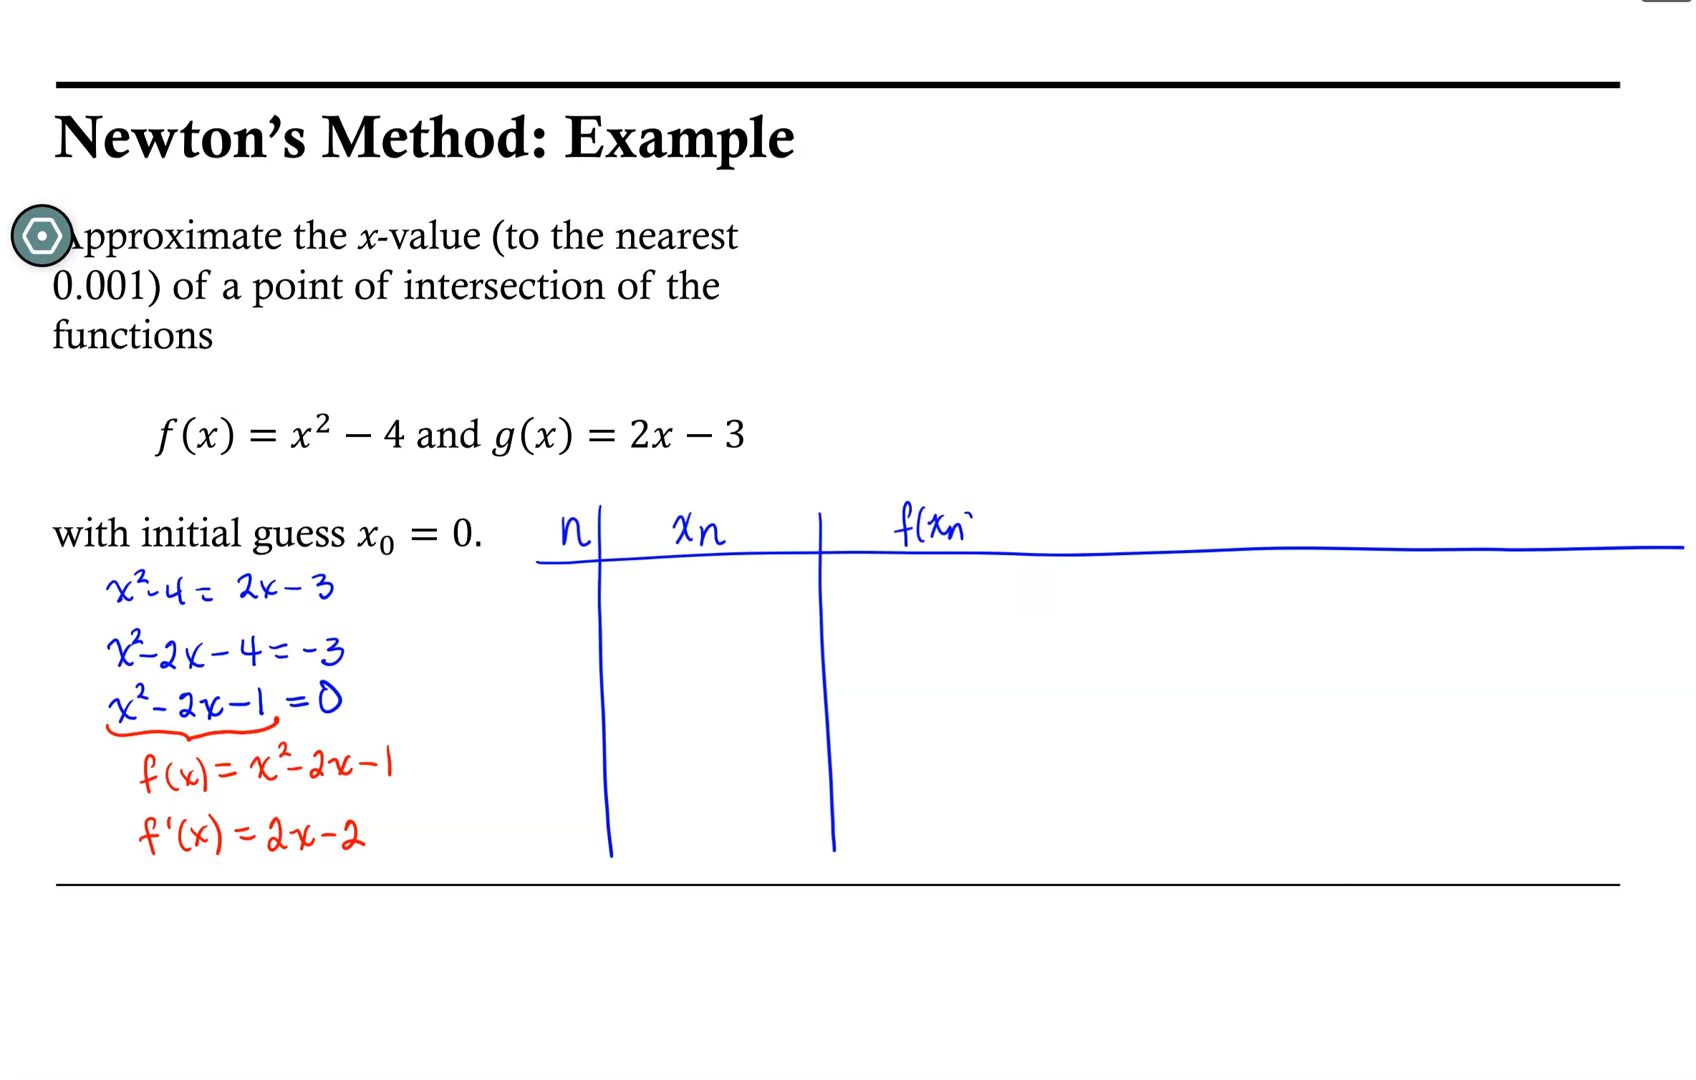 Newton's Method: Example
Approximate the x-value (to the nearest
0.001) of a point of intersection of the
functions
f(x) = x² − 4 and g(x) = 2x − 3
with initial guess x₀ = 0.
n xn f(xn)
x²-4 = 2x-3
x²-2x-4 = -3
x²-2x-1 = 0
f(x) = x²-2x-1
f'(x) = 2x-2